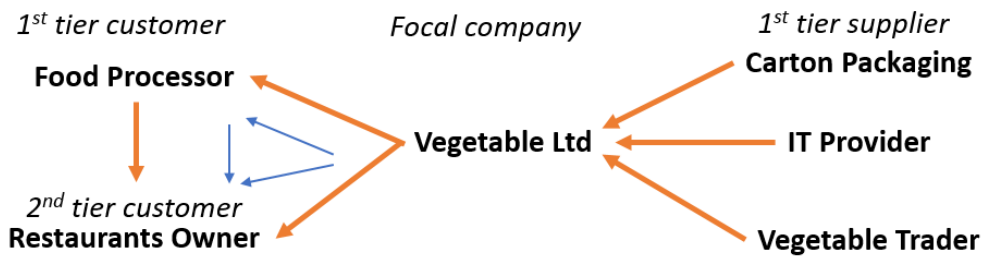 1st tier customer
Focal company
1st tier supplier
Food Processor
Carton Packaging
Vegetable Ltd
IT Provider
2nd tier customer
Restaurants Owner
Vegetable Trader